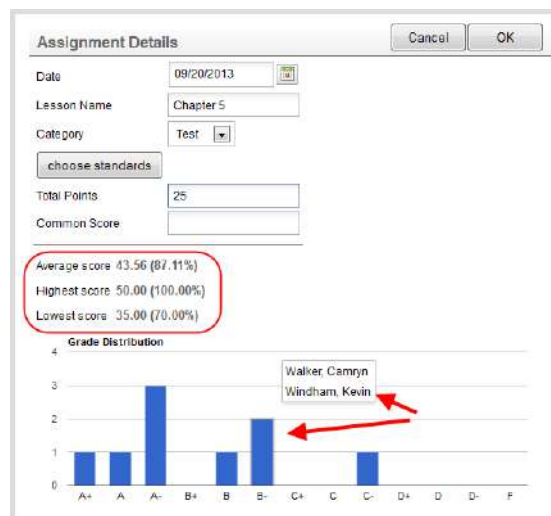 Assignment Details
Cancel
OK
Date 09/20/2013
Lesson Name Chapter 5
Category Test
choose standards
Total Points 25
Common Score
Average score 43.56 (87.11%)
Highest score 50.00 (100.00%)
Lowest score 35.00 (70.00%)
Grade Distribution
4
3
2
1
0
Walker, Camryn
Windham, Kevin
A+ A A- B+ B B- C+ C C- D+ D D- F